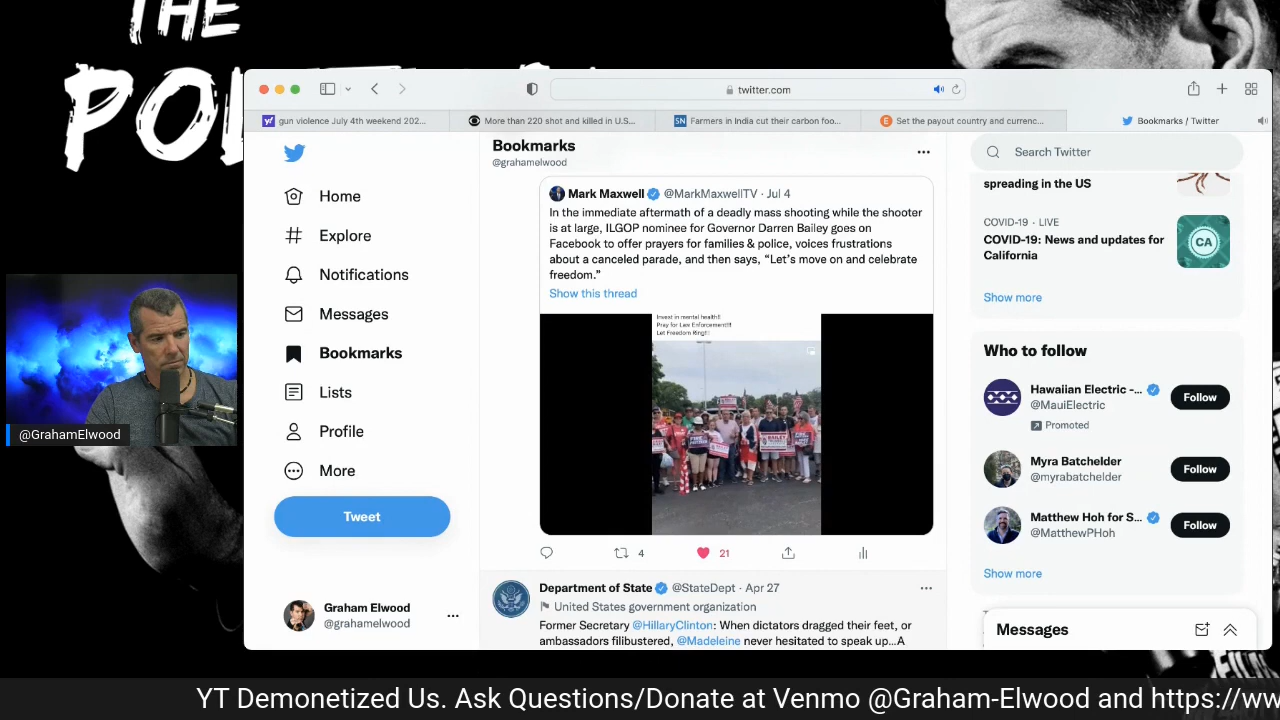 THE
twitter.com
gun violence July 4th weekend 202...
More than 220 shot and killed in U.S...
Farmers in India cut their carbon foo...
Set the payout country and currenc...
Bookmarks / Twitter
Home
Explore
Notifications
Messages
Bookmarks
Lists
Profile
More
Tweet
Graham Elwood
@grahamelwood
Bookmarks
@grahamelwood
Mark Maxwell @MarkMaxwellTV · Jul 4
In the immediate aftermath of a deadly mass shooting while the shooter
is at large, ILGOP nominee for Governor Darren Bailey goes on
Facebook to offer prayers for families & police, voices frustrations
about a canceled parade, and then says, “Let’s move on and celebrate
freedom.”
Show this thread
Invest in mental health!!
Pray for Law Enforcement!!!
Let Freedom Ring!!
4
21
Department of State @StateDept · Apr 27
United States government organization
Former Secretary @HillaryClinton: When dictators dragged their feet, or
ambassadors filibustered, @Madeleine never hesitated to speak up...A
Search Twitter
spreading in the US
COVID-19 · LIVE
COVID-19: News and updates for
California
CA
Show more
Who to follow
Hawaiian Electric -...
@MauiElectric
Promoted
Follow
Myra Batchelder
@myrabatchelder
Follow
Matthew Hoh for S...
@MatthewPHoh
Follow
Show more
Messages
@GrahamElwood
YT Demonetized Us. Ask Questions/Donate at Venmo @Graham-Elwood and https://ww